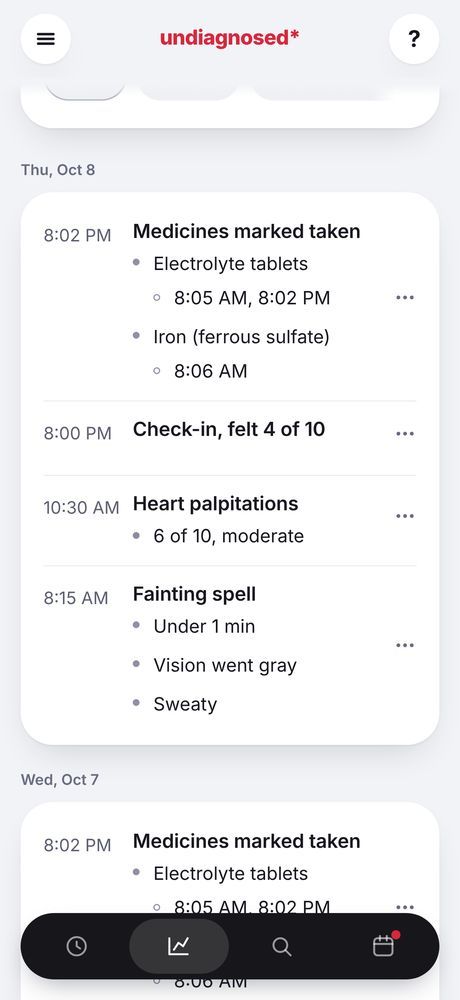 undiagnosed*
?
Thu, Oct 8
8:02 PM
Medicines marked taken
Electrolyte tablets
8:05 AM, 8:02 PM
Iron (ferrous sulfate)
8:06 AM
8:00 PM
Check-in, felt 4 of 10
10:30 AM
Heart palpitations
6 of 10, moderate
8:15 AM
Fainting spell
Under 1 min
Vision went gray
Sweaty
Wed, Oct 7
8:02 PM
Medicines marked taken
Electrolyte tablets
8:05 AM, 8:02 PM
8:06 AM